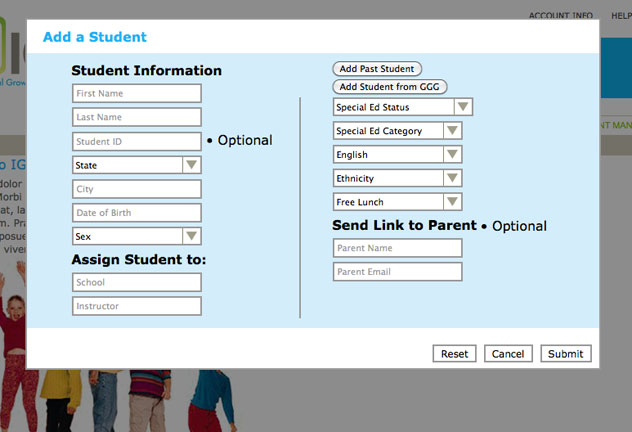 ACCOUNT INFO HELP
Add a Student
Student Information
First Name
Last Name
Student ID • Optional
State
City
Date of Birth
Sex
Assign Student to:
School
Instructor
Add Past Student
Add Student from GGG
Special Ed Status
Special Ed Category
English
Ethnicity
Free Lunch
Send Link to Parent • Optional
Parent Name
Parent Email
Reset Cancel Submit
al Grow
NT MAN
o IG
dolor
Morbi
at, la
m. Pra
posue
viver